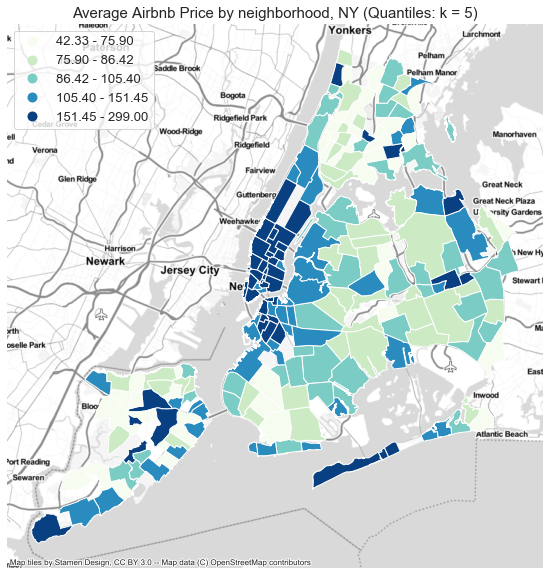 Average Airbnb Price by neighborhood, NY (Quantiles: k = 5)
42.33 - 75.90
75.90 - 86.42
86.42 - 105.40
105.40 - 151.45
151.45 - 299.00
Paterson
Yonkers
Larchmont
Pelham
Pelham Manor
Saddle Brook
Bogota
Cedar Grove
Wood-Ridge
Ridgefield Park
Manorhaven
Verona
Ridgefield
Glen Ridge
Fairview
Great Neck
Guttenberg
Great Neck Plaza
University Gardens
Weehawke
Harrison
Newark
Jersey City
Ne
New Hy
Stewart
oselle Park
East
Inwood
Bloo
Atlantic Beach
Port Reading
Sewaren
Map tiles by Stamen Design, CC BY 3.0 -- Map data (C) OpenStreetMap contributors